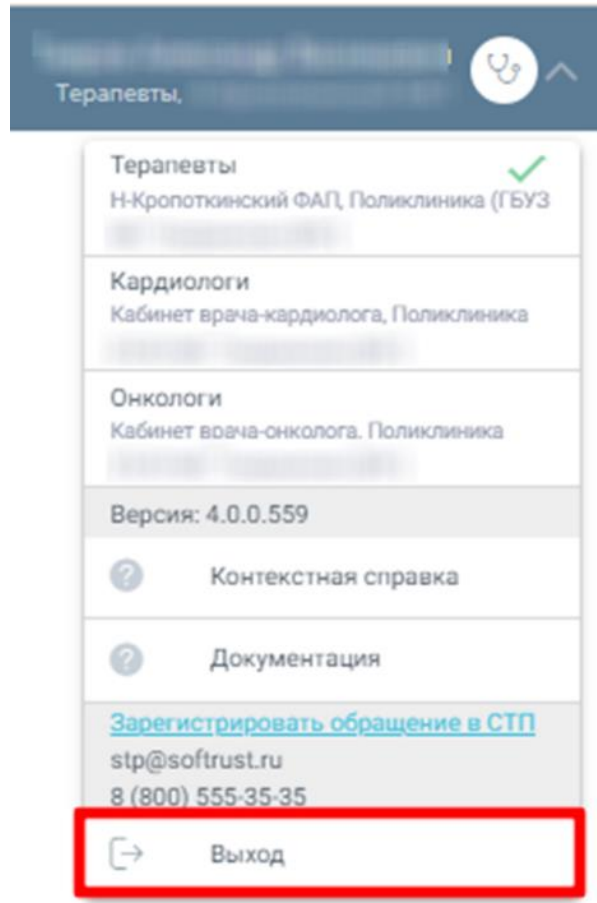 Терапевты,
Терапевты
Н-Кропоткинский ФАП, Поликлиника (ГБУЗ
Кардиологи
Кабинет врача-кардиолога, Поликлиника
Онкологи
Кабинет врача-онколога. Поликлиника
Версия: 4.0.0.559
Контекстная справка
Документация
Зарегистрировать обращение в СТП
stp@softrust.ru
8 (800) 555-35-35
Выход